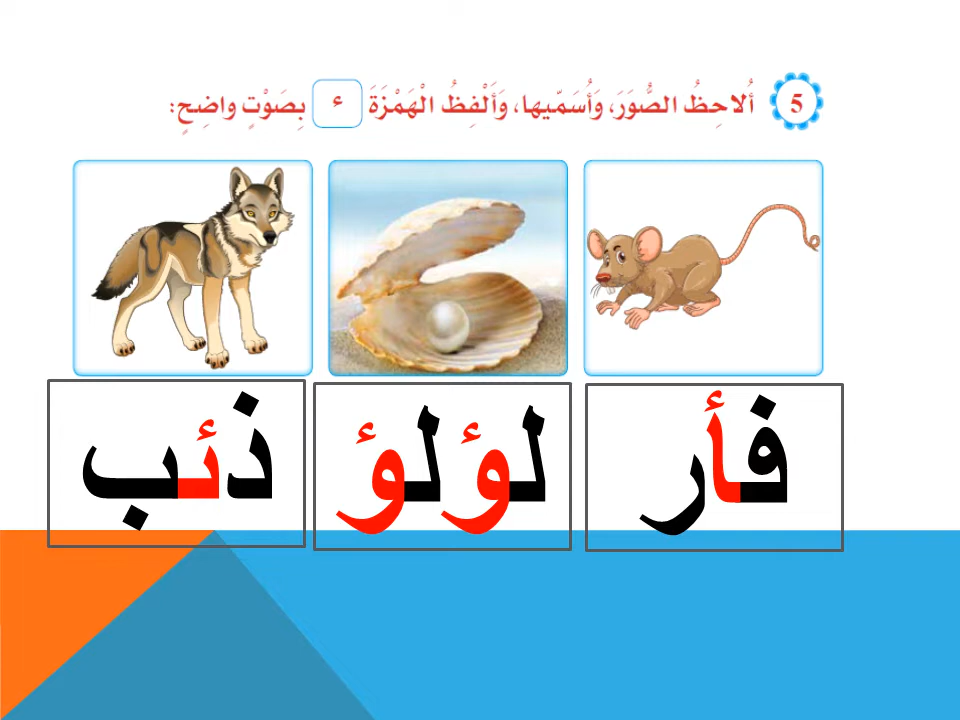 5 أُلاحِظُ الصُّوَرَ، وَأُسَمّيها، وَأَلْفِظُ الْهَمْزَةَ ء بِصَوْتٍ واضِحٍ:
فأر لؤلؤ ذئب